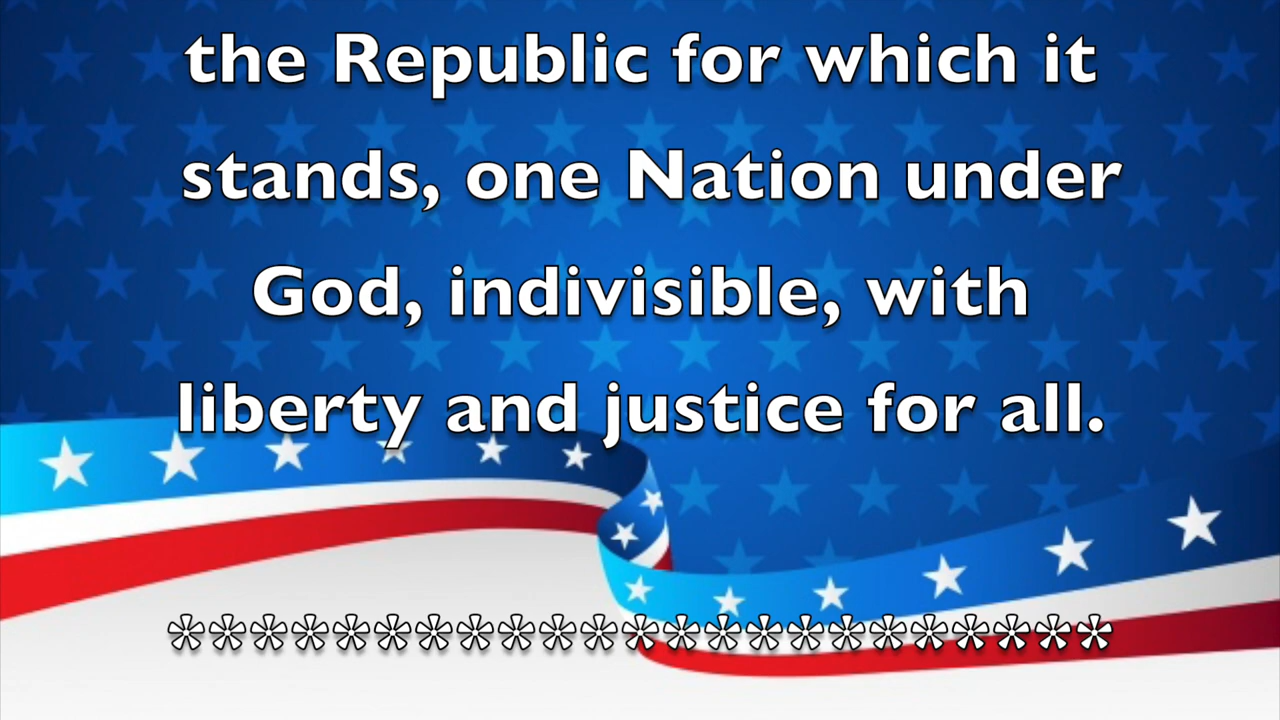 the Republic for which it
stands, one Nation under
God, indivisible, with
liberty and justice for all.
***********************